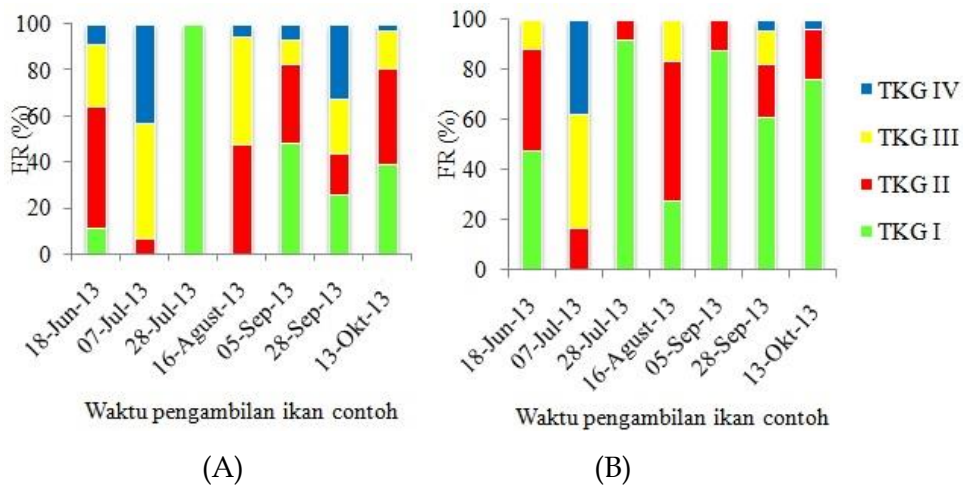 FR (%)
100
80
60
40
20
0
18-Jun-13
07-Jul-13
28-Jul-13
16-Agust-13
05-Sep-13
28-Sep-13
13-Okt-13
Waktu pengambilan ikan contoh
(A)
FR (%)
100
80
60
40
20
0
18-Jun-13
07-Jul-13
28-Jul-13
16-Agust-13
05-Sep-13
28-Sep-13
13-Okt-13
Waktu pengambilan ikan contoh
(B)
TKG IV
TKG III
TKG II
TKG I